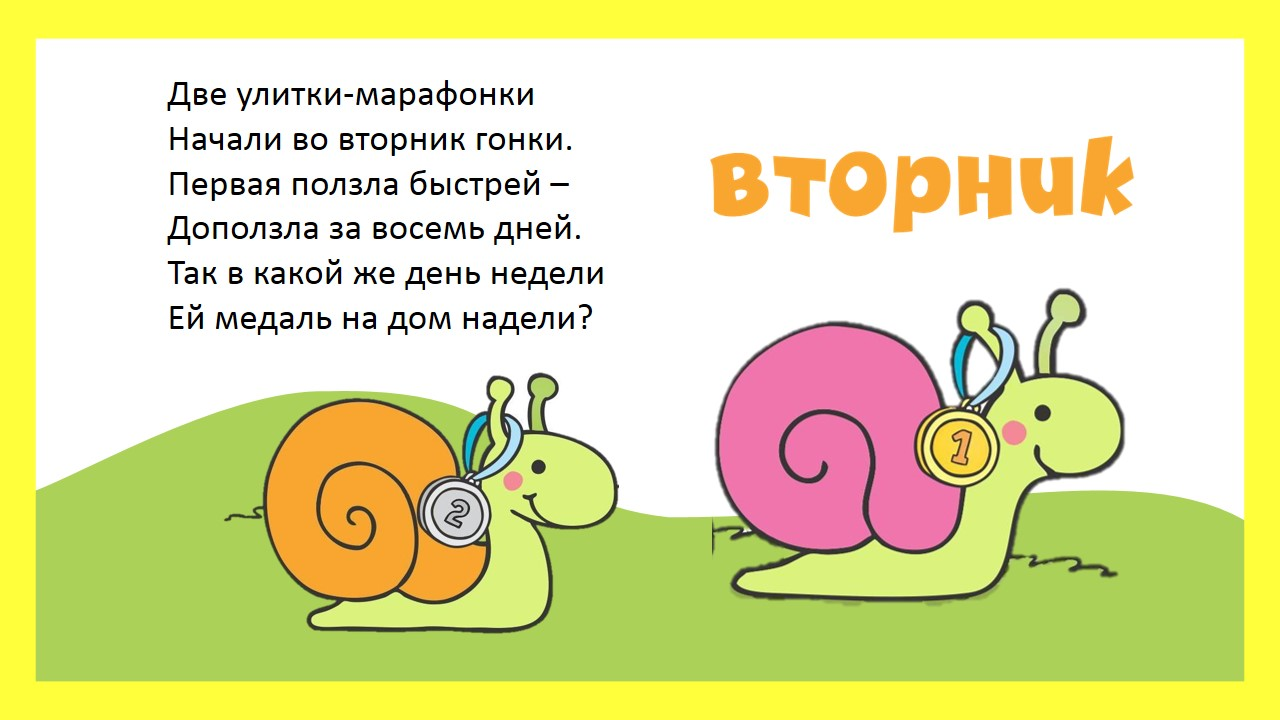 Две улитки-марафонки
Начали во вторник гонки.
Первая ползла быстрей –
Доползла за восемь дней.
Так в какой же день недели
Ей медаль на дом надели?
вторник
2
1